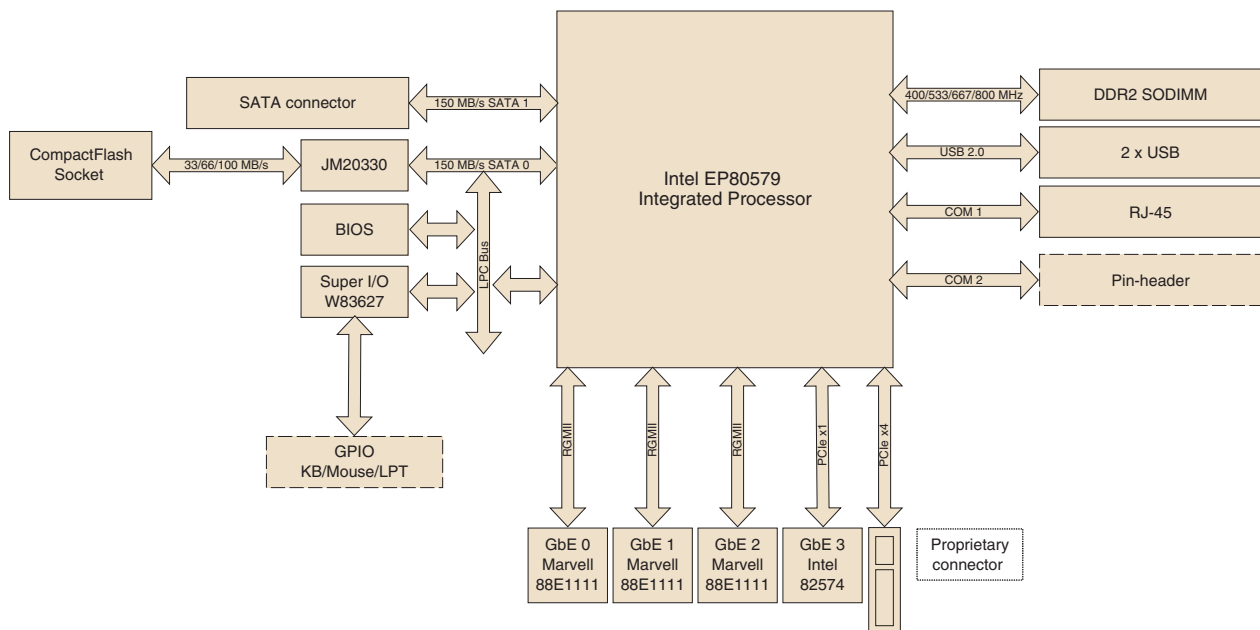 SATA connector
150 MB/s SATA 1
CompactFlash
Socket
33/66/100 MB/s
JM20330
150 MB/s SATA 0
BIOS
Super I/O
W83627
LPC Bus
GPIO
KB/Mouse/LPT
Intel EP80579
Integrated Processor
400/533/667/800 MHz
DDR2 SODIMM
USB 2.0
2 x USB
COM 1
RJ-45
COM 2
Pin-header
RGMII
RGMII
RGMII
PCIe x1
PCIe x4
GbE 0
Marvell
88E1111
GbE 1
Marvell
88E1111
GbE 2
Marvell
88E1111
GbE 3
Intel
82574
Proprietary
connector